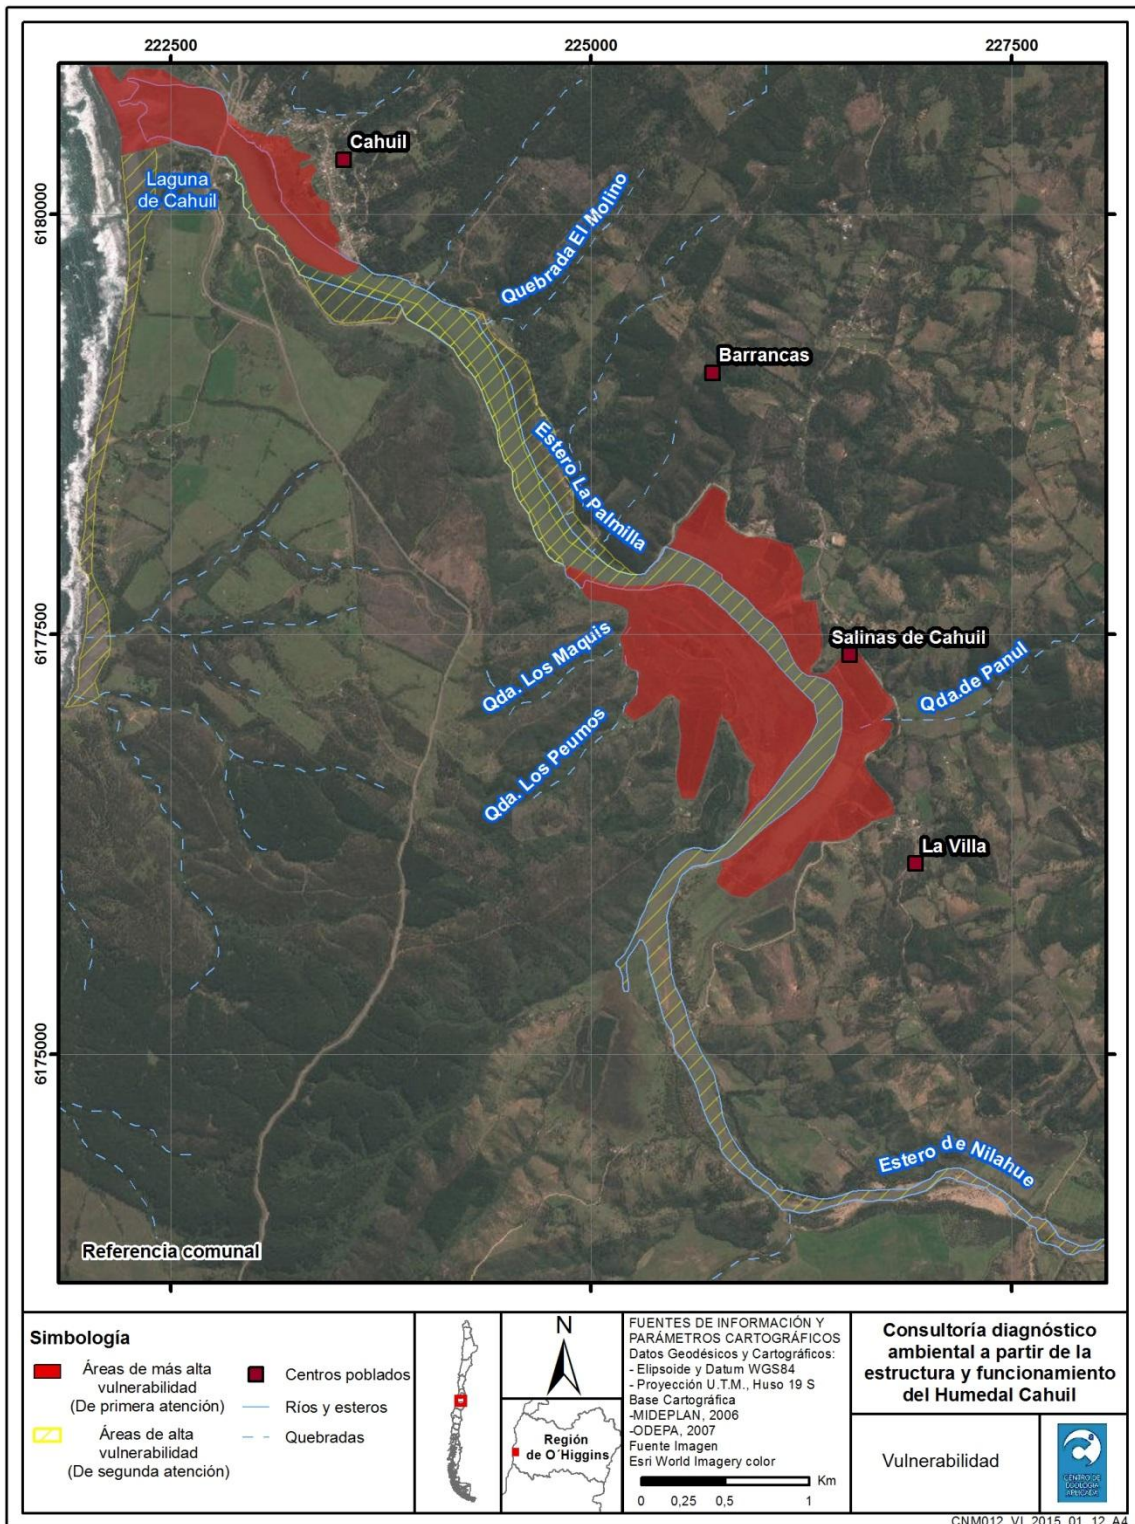 222500
225000
227500
6180000
6177500
6175000
Cahuil
Laguna
de Cahuil
Quebrada El Molino
Barrancas
Estero La Palmilla
Salinas de Cahuil
Qda. Los Maquis
Qda.de Panul
Qda. Los Peumos
La Villa
Estero de Nilahue
Referencia comunal
Simbología
Áreas de más alta
vulnerabilidad
(De primera atención)
Áreas de alta
vulnerabilidad
(De segunda atención)
Centros poblados
Ríos y esteros
Quebradas
N
Región
de O´Higgins
FUENTES DE INFORMACIÓN Y
PARÁMETROS CARTOGRÁFICOS
Datos Geodésicos y Cartográficos:
- Elipsoide y Datum WGS84
- Proyección U.T.M., Huso 19 S
Base Cartográfica
-MIDEPLAN, 2006
-ODEPA, 2007
Fuente Imagen
Esri World Imagery color
Km
0 0,25 0,5 1
Consultoría diagnóstico
ambiental a partir de la
estructura y funcionamiento
del Humedal Cahuil
Vulnerabilidad
CENTRO DE
ECOLOGIA
APLICADA
CNM012_VI_2015_01_12_A4